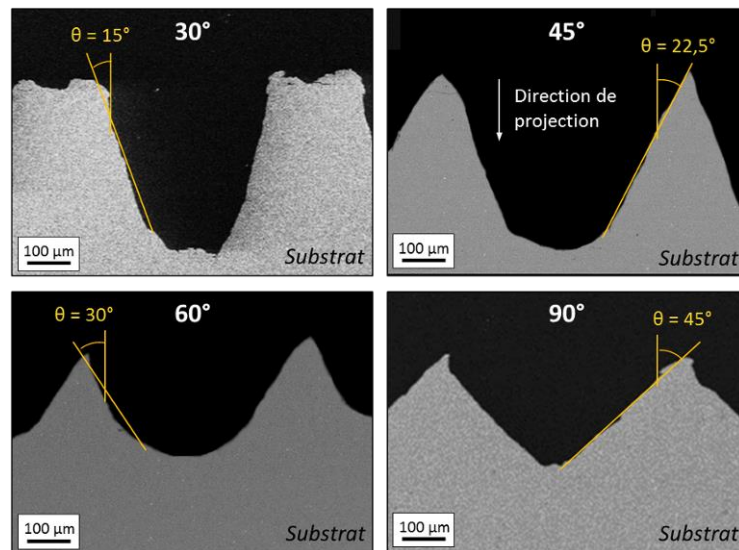 30°
θ = 15°
100 µm
Substrat
45°
θ = 22,5°
Direction de
projection
100 µm
Substrat
60°
θ = 30°
100 µm
Substrat
90°
θ = 45°
100 µm
Substrat